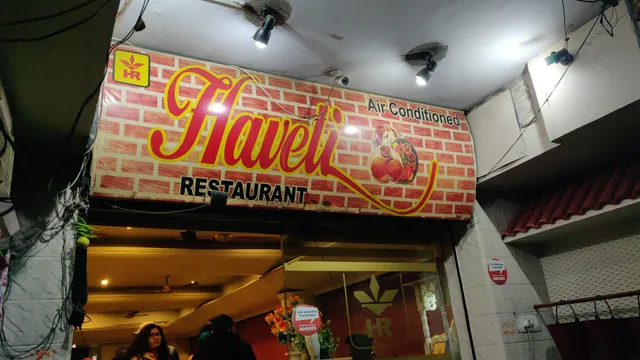 HR
Haveli
Air Conditioned
RESTAURANT
HR